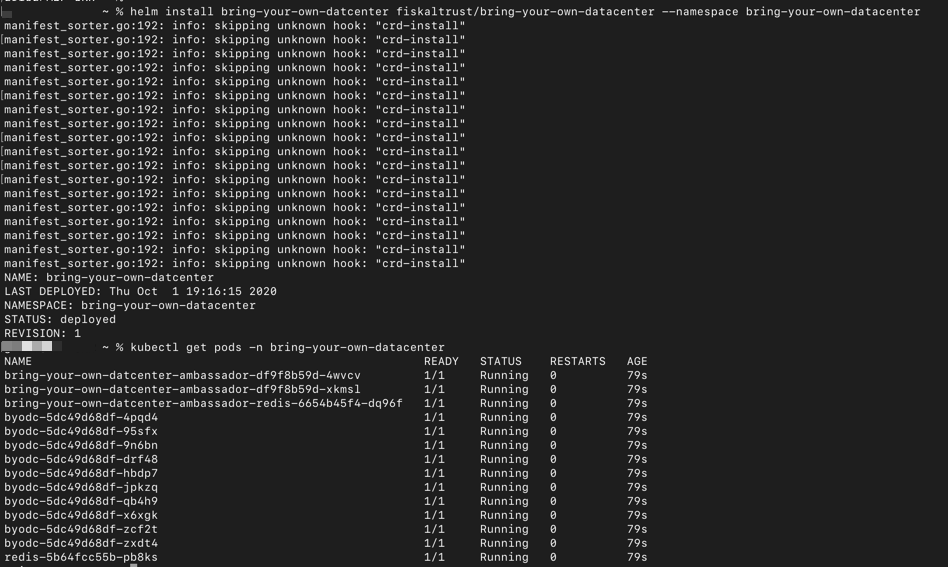 ~ % helm install bring-your-own-datcenter fiskaltrust/bring-your-own-datacenter --namespace bring-your-own-datacenter
manifest_sorter.go:192: info: skipping unknown hook: "crd-install"
[manifest_sorter.go:192: info: skipping unknown hook: "crd-install"
manifest_sorter.go:192: info: skipping unknown hook: "crd-install"
manifest_sorter.go:192: info: skipping unknown hook: "crd-install"
manifest_sorter.go:192: info: skipping unknown hook: "crd-install"
[manifest_sorter.go:192: info: skipping unknown hook: "crd-install"
manifest_sorter.go:192: info: skipping unknown hook: "crd-install"
manifest_sorter.go:192: info: skipping unknown hook: "crd-install"
[manifest_sorter.go:192: info: skipping unknown hook: "crd-install"
manifest_sorter.go:192: info: skipping unknown hook: "crd-install"
[manifest_sorter.go:192: info: skipping unknown hook: "crd-install"
[manifest_sorter.go:192: info: skipping unknown hook: "crd-install"
manifest_sorter.go:192: info: skipping unknown hook: "crd-install"
manifest_sorter.go:192: info: skipping unknown hook: "crd-install"
manifest_sorter.go:192: info: skipping unknown hook: "crd-install"
manifest_sorter.go:192: info: skipping unknown hook: "crd-install"
manifest_sorter.go:192: info: skipping unknown hook: "crd-install"
manifest_sorter.go:192: info: skipping unknown hook: "crd-install"
NAME: bring-your-own-datcenter
LAST DEPLOYED: Thu Oct  1 19:16:15 2020
NAMESPACE: bring-your-own-datacenter
STATUS: deployed
REVISION: 1
~ % kubectl get pods -n bring-your-own-datacenter
NAME READY STATUS RESTARTS AGE
bring-your-own-datcenter-ambassador-df9f8b59d-4wvcv 1/1 Running 0 79s
bring-your-own-datcenter-ambassador-df9f8b59d-xkmsl 1/1 Running 0 79s
bring-your-own-datcenter-ambassador-redis-6654b45f4-dq96f 1/1 Running 0 79s
byodc-5dc49d68df-4pqd4 1/1 Running 0 79s
byodc-5dc49d68df-95sfx 1/1 Running 0 79s
byodc-5dc49d68df-9n6bn 1/1 Running 0 79s
byodc-5dc49d68df-drf48 1/1 Running 0 79s
byodc-5dc49d68df-hbdp7 1/1 Running 0 79s
byodc-5dc49d68df-jpkzq 1/1 Running 0 79s
byodc-5dc49d68df-qb4h9 1/1 Running 0 79s
byodc-5dc49d68df-x6xgk 1/1 Running 0 79s
byodc-5dc49d68df-zcf2t 1/1 Running 0 79s
byodc-5dc49d68df-zxdt4 1/1 Running 0 79s
redis-5b64fcc55b-pb8ks 1/1 Running 0 79s